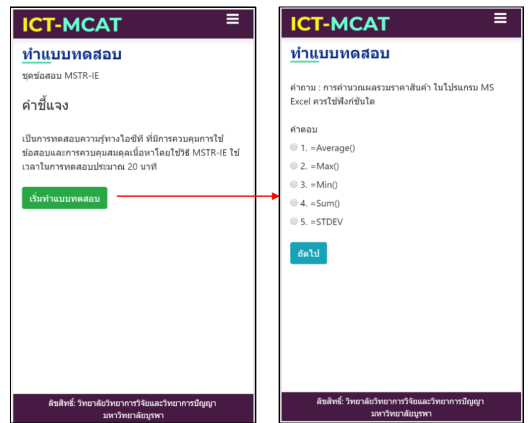 ICT-MCAT
ทำแบบทดสอบ
ชุดข้อสอบ MSTR-IE
คำชี้แจง
เป็นการทดสอบความรู้ทางไอซีที ที่มีการควบคุมการใช้
ข้อสอบและการควบคุมสมดุลเนื้อหาโดยใช้วิธี MSTR-IE ใช้
เวลาในการทดสอบประมาณ 20 นาที
เริ่มทำแบบทดสอบ
ลิขสิทธิ์: วิทยาลัยวิทยาการวิจัยและวิทยาการปัญญา
มหาวิทยาลัยบูรพา
ICT-MCAT
ทำแบบทดสอบ
คำถาม : การคำนวณผลรวมราคาสินค้า ในโปรแกรม MS
Excel ควรใช้ฟังก์ชันใด
คำตอบ
1. =Average()
2. =Max()
3. =Min()
4. =Sum()
5. =STDEV
ถัดไป
ลิขสิทธิ์: วิทยาลัยวิทยาการวิจัยและวิทยาการปัญญา
มหาวิทยาลัยบูรพา